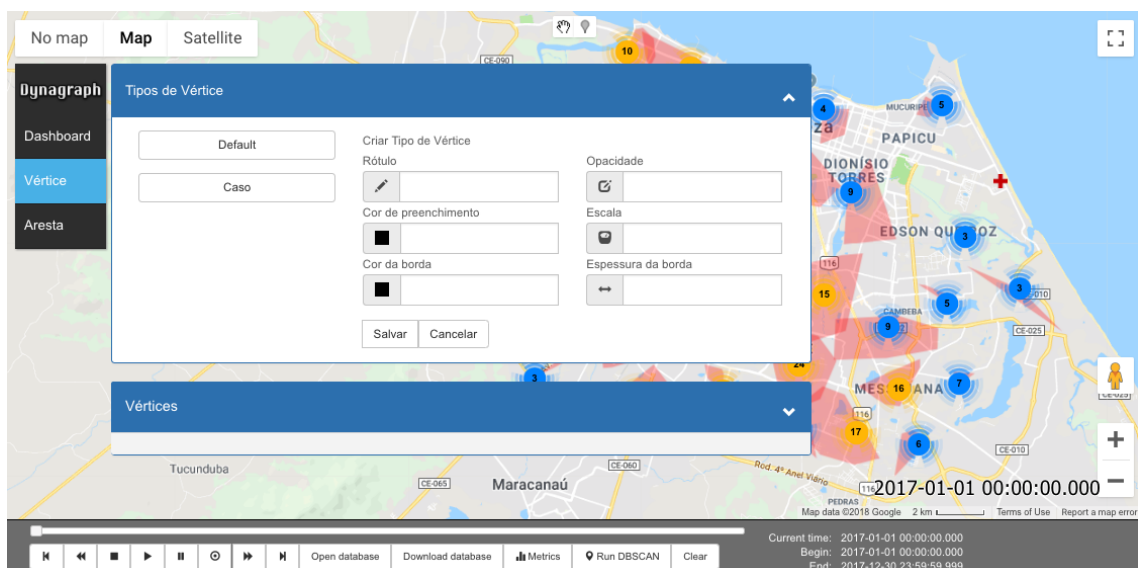 No map Map Satellite
Dynagraph
Dashboard
Vértice
Aresta
Tipos de Vértice
Default
Caso
Criar Tipo de Vértice
Rótulo
Opacidade
Cor de preenchimento
Escala
Cor da borda
Espessura da borda
Salvar Cancelar
Vértices
CE-090
10
4
MUCURIPE
5
za
PAPICU
DIONÍSIO
TORRES
9
3
116
15
3
5
CAMBEBA
9
CE-025
24
3
16
7
116
17
6
CE-010
Tucunduba
CE-065
Maracanaú
CE-060
Rod. 4º Anel Viário
116
PEDRAS
2017-01-01 00:00:00.000
Map data ©2018 Google 2 km Terms of Use Report a map error
Open database Download database Metrics Run DBSCAN Clear
Current time: 2017-01-01 00:00:00.000
Begin: 2017-01-01 00:00:00.000
End: 2017-12-30 23:59:59.999